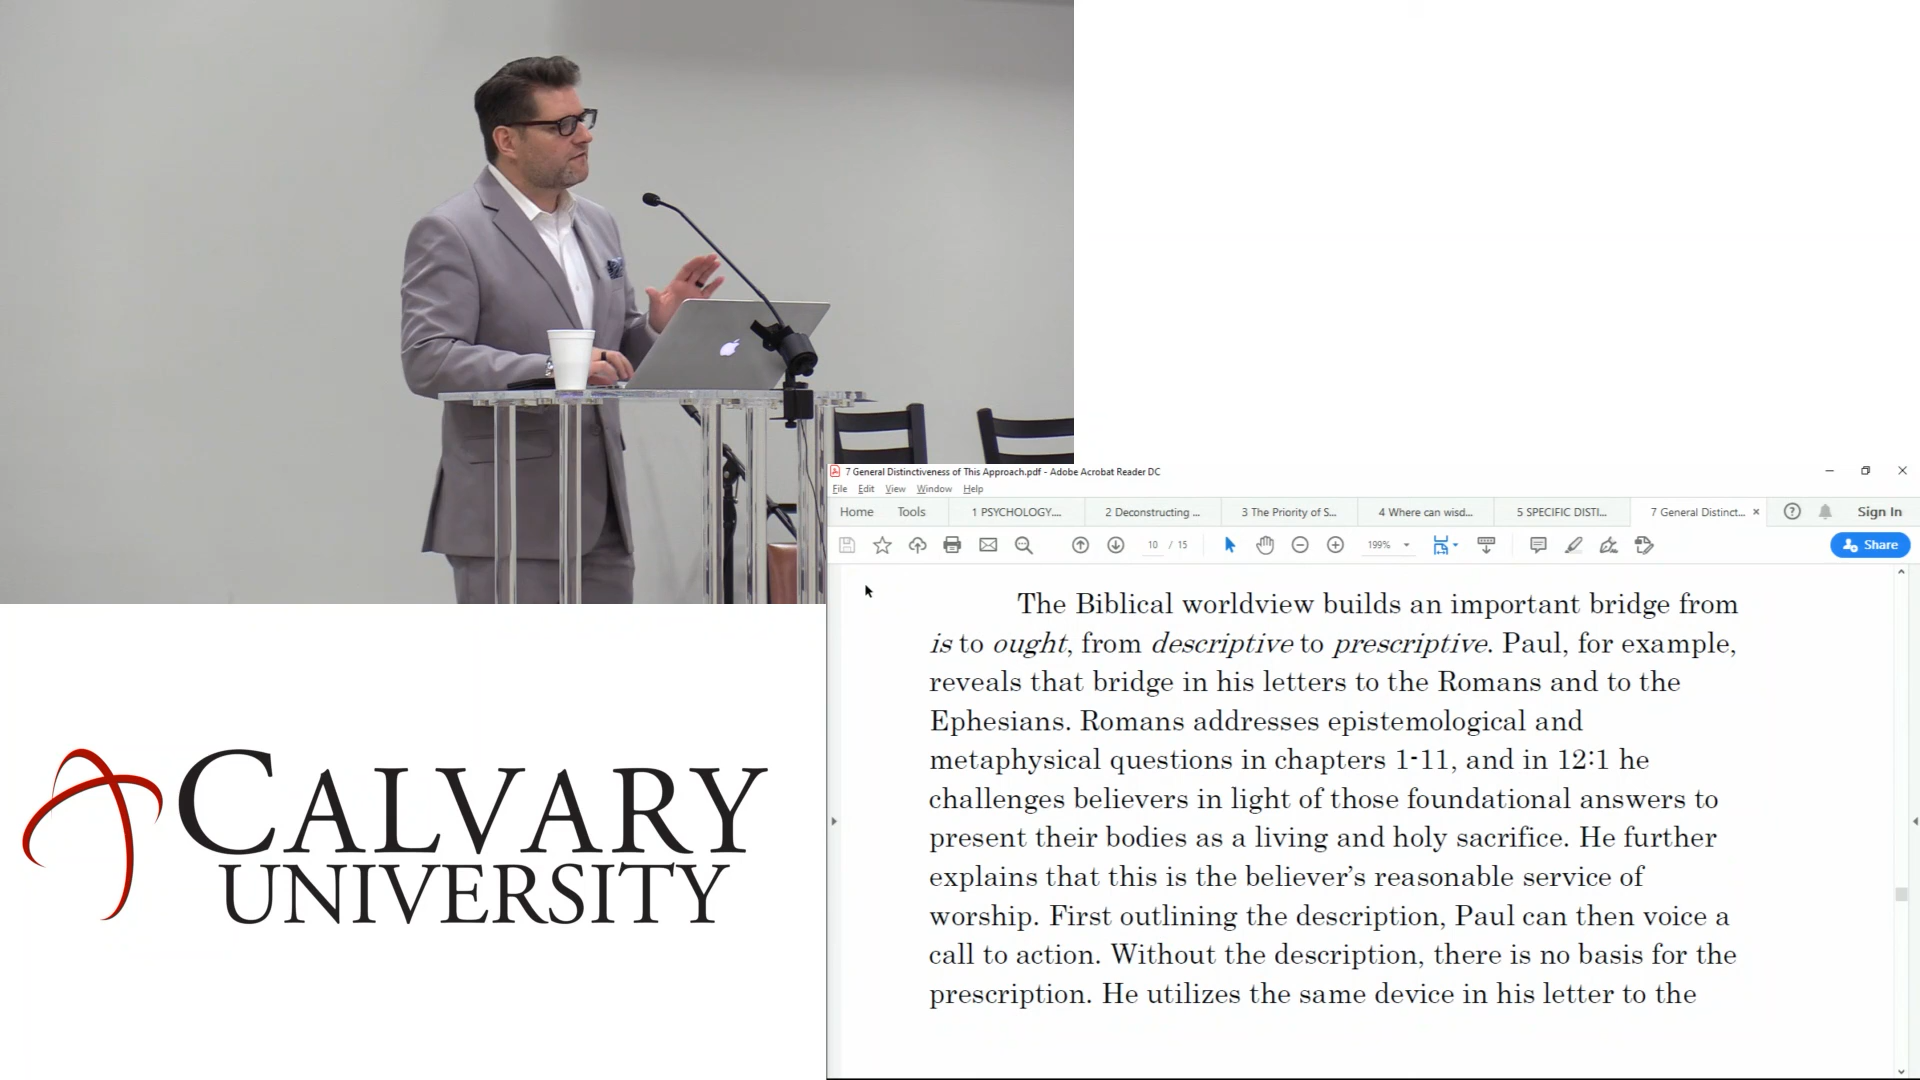 7 General Distinctiveness of This Approach.pdf - Adobe Acrobat Reader DC
File Edit View Window Help
Home Tools 1 PSYCHOLOGY.... 2 Deconstructing ... 3 The Priority of S... 4 Where can wisd... 5 SPECIFIC DISTI... 7 General Distinct... × Sign In
10 / 15 199% Share
The Biblical worldview builds an important bridge from
is to ought, from descriptive to prescriptive. Paul, for example,
reveals that bridge in his letters to the Romans and to the
Ephesians. Romans addresses epistemological and
metaphysical questions in chapters 1-11, and in 12:1 he
challenges believers in light of those foundational answers to
present their bodies as a living and holy sacrifice. He further
explains that this is the believer’s reasonable service of
worship. First outlining the description, Paul can then voice a
call to action. Without the description, there is no basis for the
prescription. He utilizes the same device in his letter to the
CALVARY
UNIVERSITY